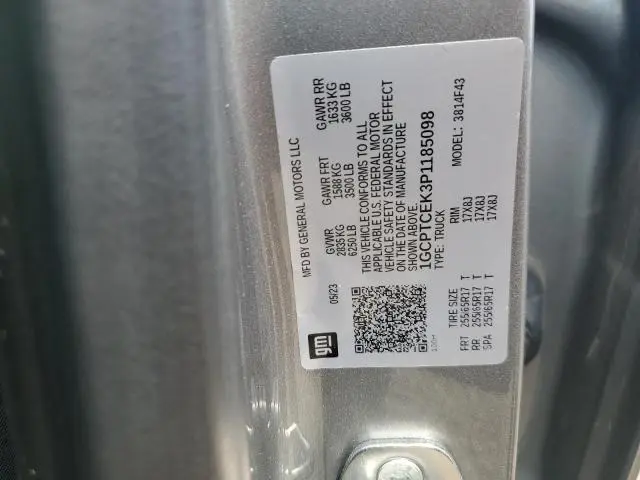 gm
MFD BY GENERAL MOTORS LLC
05/23
GVWR GAWR FRT GAWR RR
2835 KG 1588 KG 1633 KG
6250 LB 3500 LB 3600 LB
THIS VEHICLE CONFORMS TO ALL
APPLICABLE U.S. FEDERAL MOTOR
VEHICLE SAFETY STANDARDS IN EFFECT
ON THE DATE OF MANUFACTURE
SHOWN ABOVE.
1GCPTCEK3P1185098
TYPE: TRUCK
MODEL: 3814F43
TIRE SIZE RIM
FRT 255/65R17 T 17X8J
RR 255/65R17 T 17X8J
SPA 255/65R17 T 17X8J